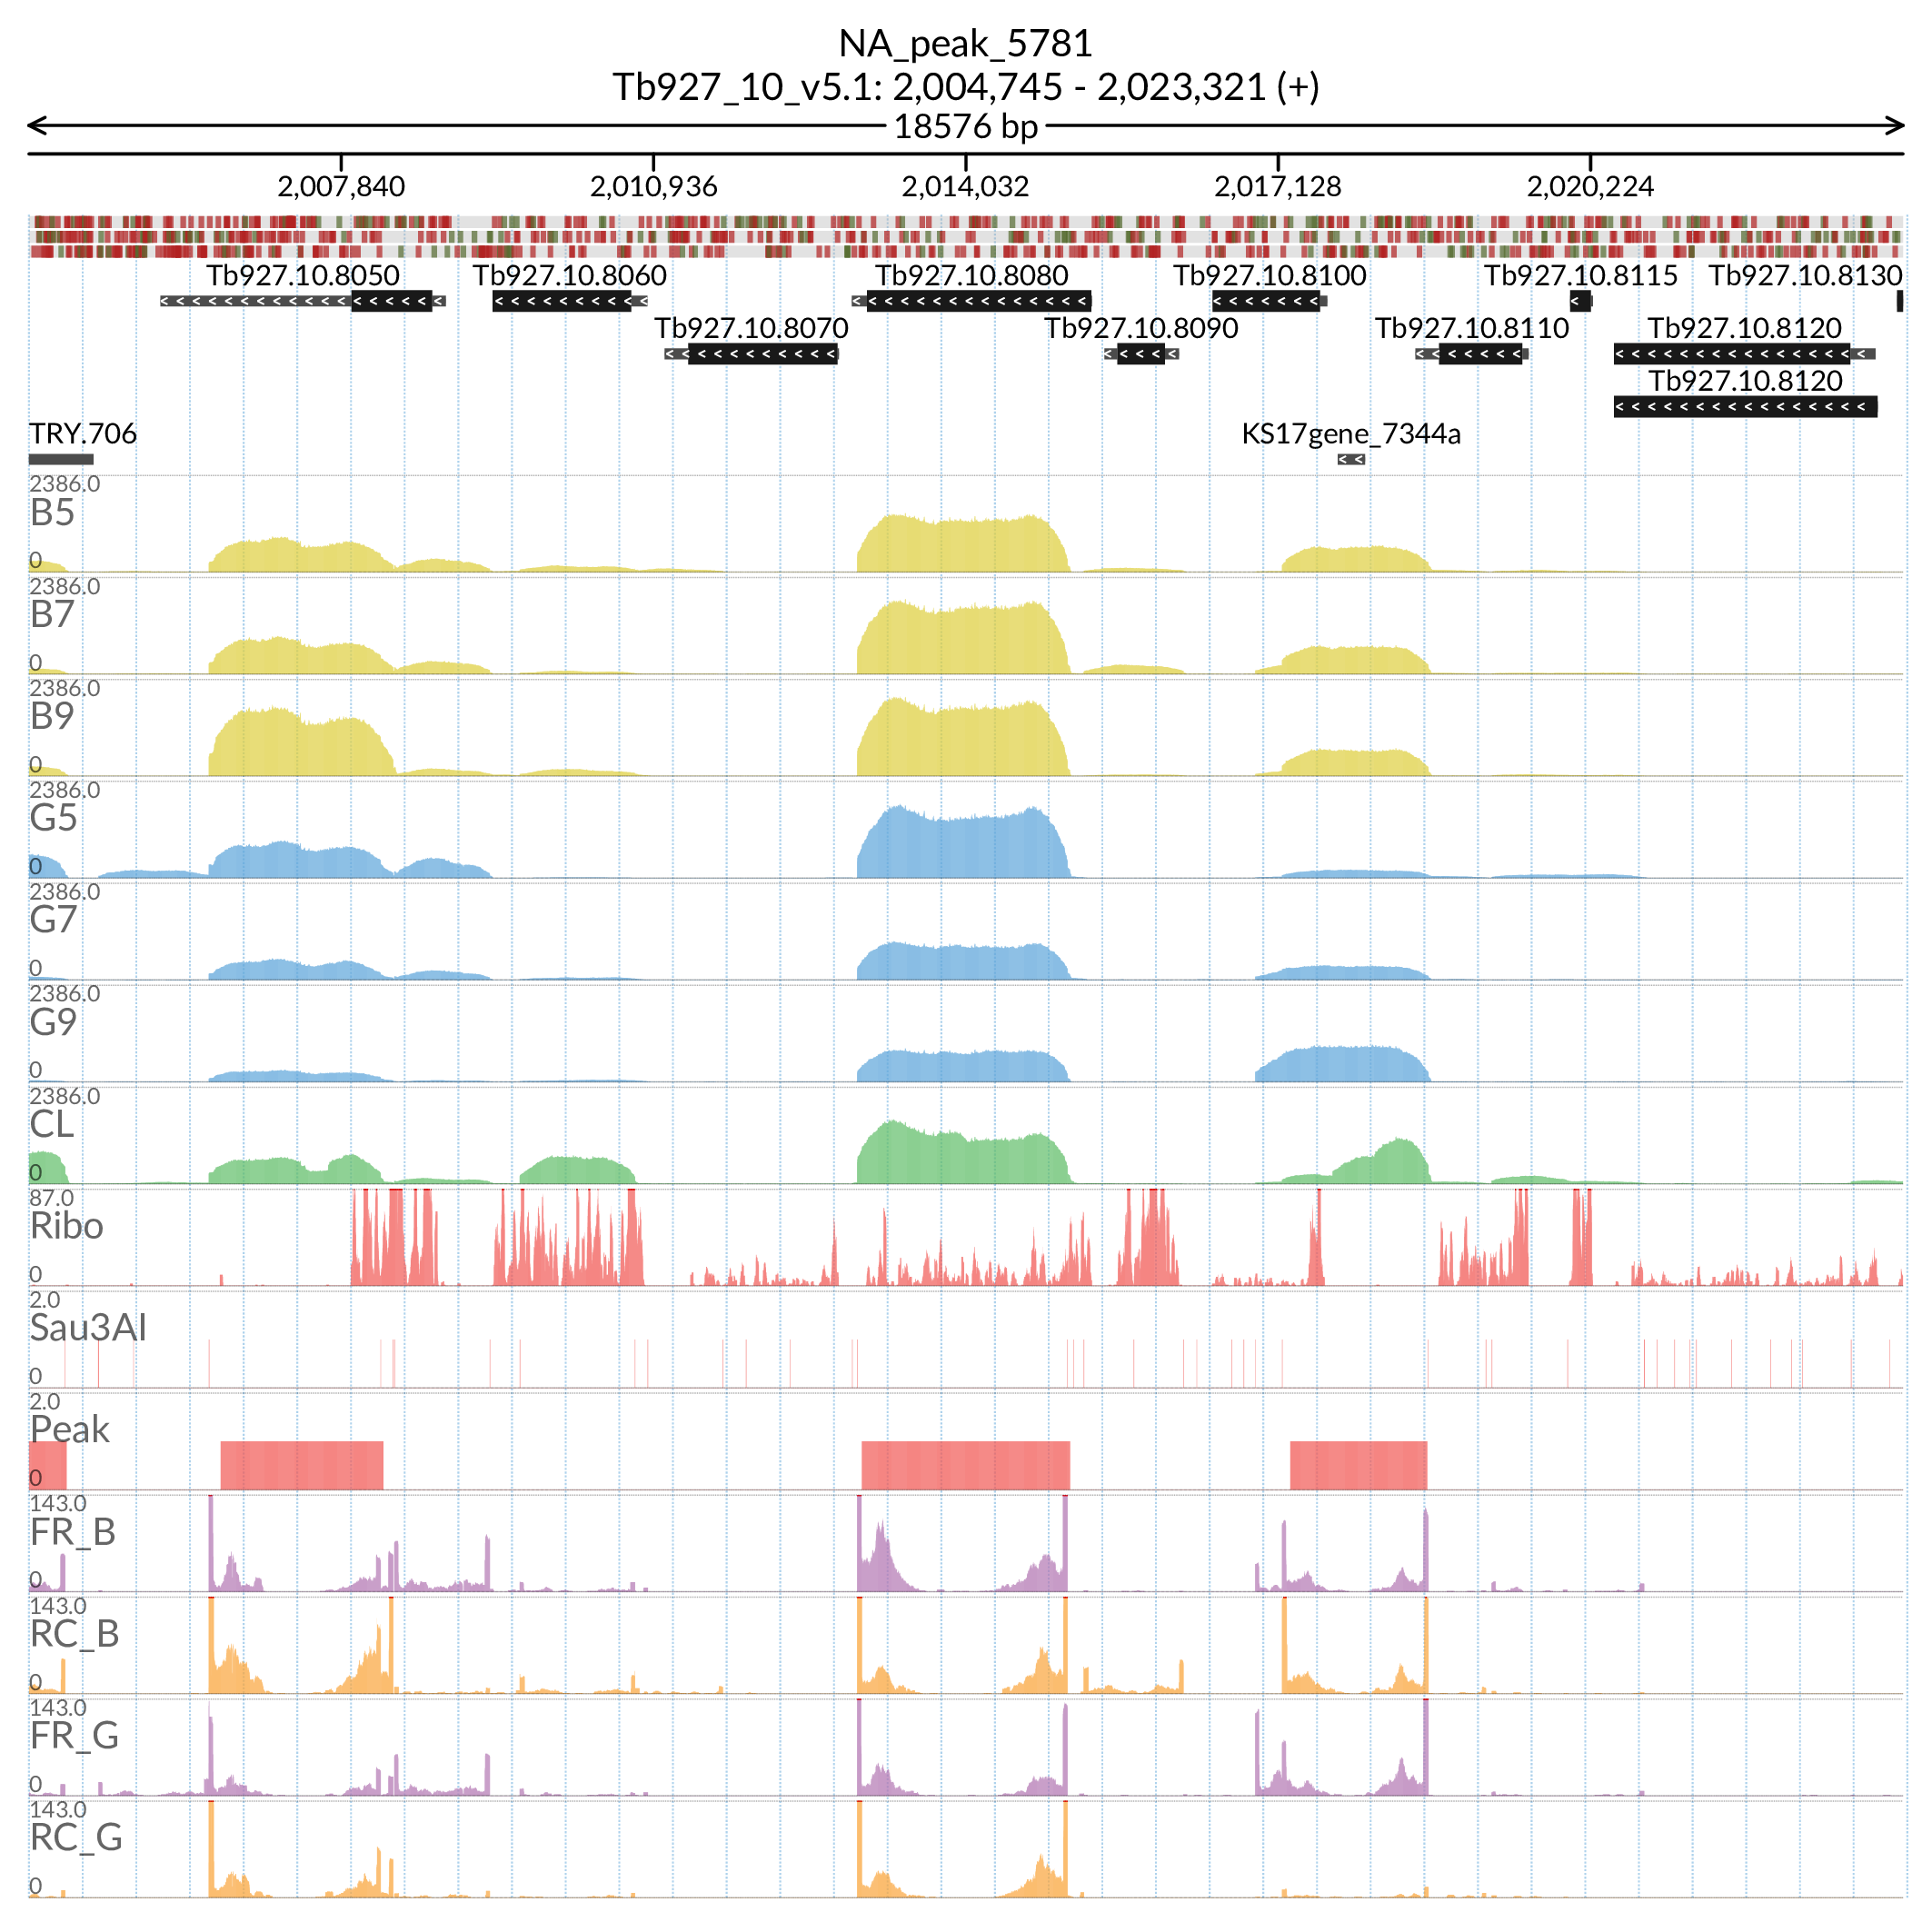 NA_peak_5781
Tb927_10_v5.1: 2,004,745 - 2,023,321 (+)
18576 bp
2,007,840 2,010,936 2,014,032 2,017,128 2,020,224
Tb927.10.8050 Tb927.10.8060 Tb927.10.8080 Tb927.10.8100 Tb927.10.8115 Tb927.10.8130
Tb927.10.8070 Tb927.10.8090 Tb927.10.8110 Tb927.10.8120
Tb927.10.8120
TRY.706 KS17gene_7344a
2386.0
B5
0
2386.0
B7
0
2386.0
B9
0
2386.0
G5
0
2386.0
G7
0
2386.0
G9
0
2386.0
CL
0
87.0
Ribo
0
2.0
Sau3AI
0
2.0
Peak
0
143.0
FR_B
0
143.0
RC_B
0
143.0
FR_G
0
143.0
RC_G
0